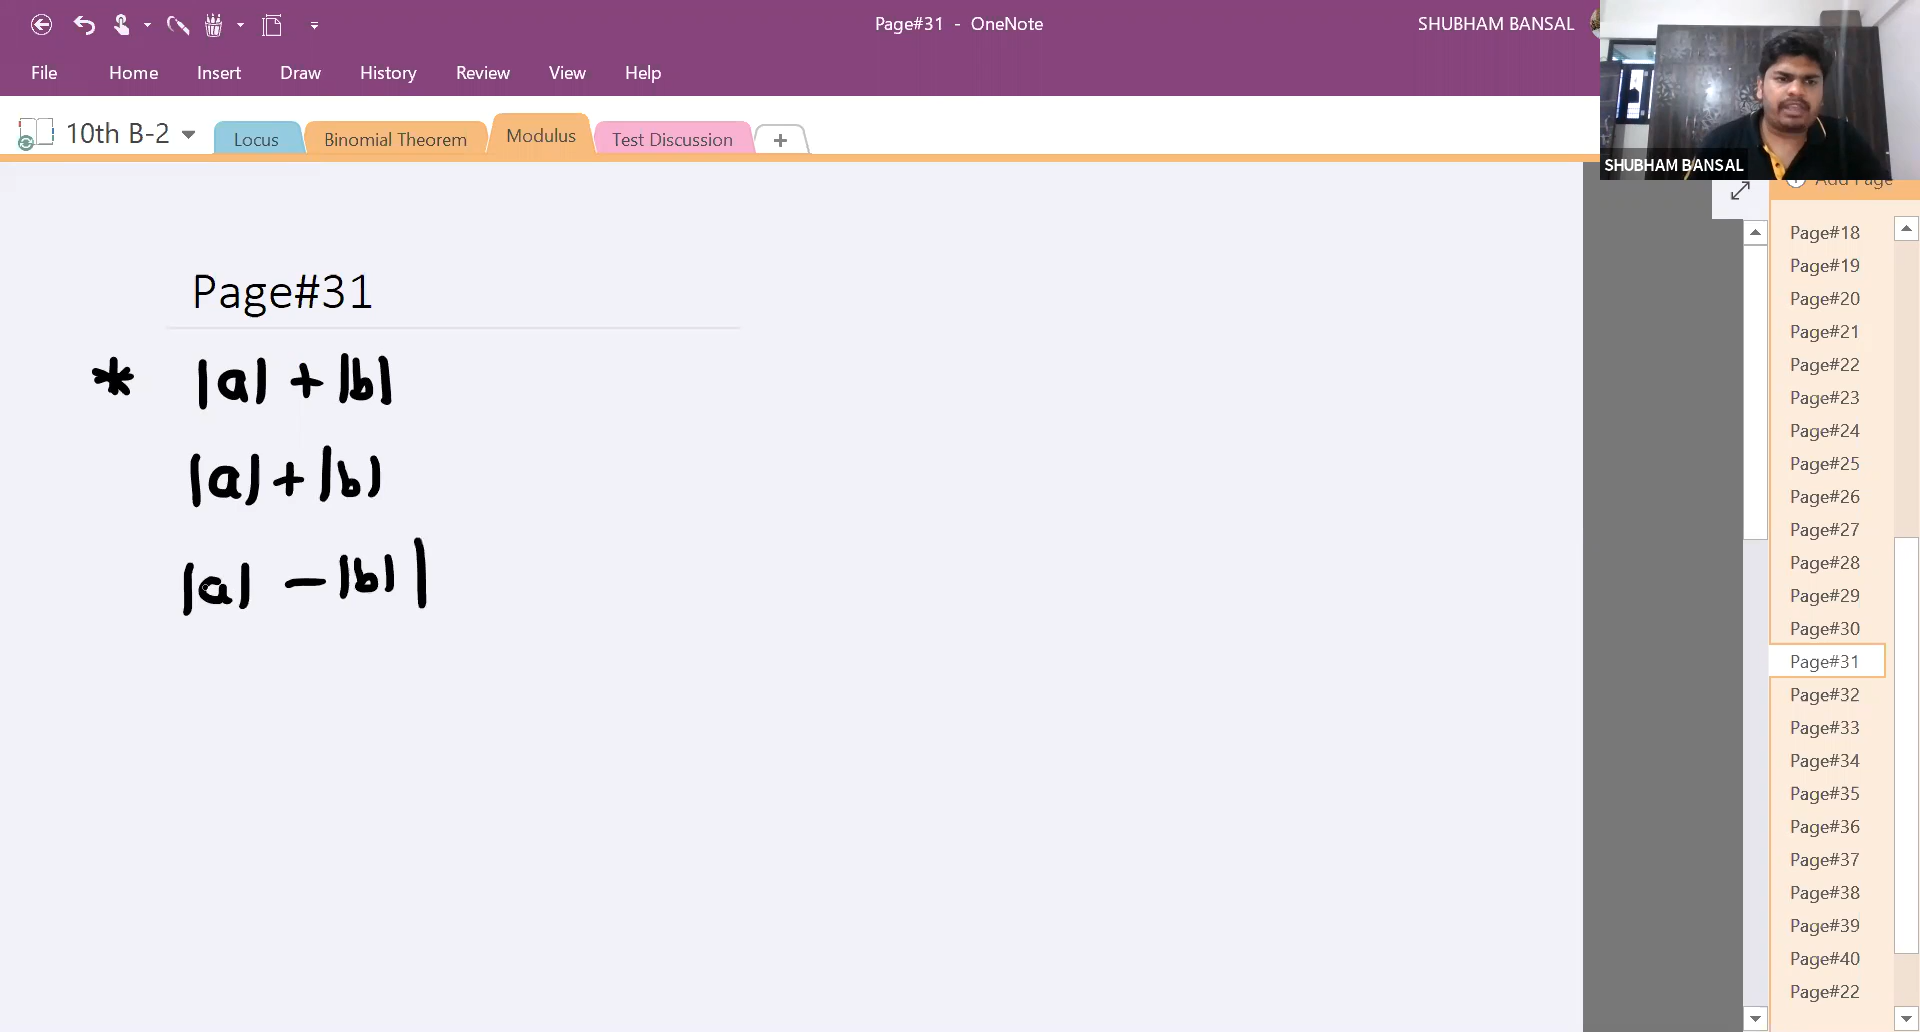 Page#31 - OneNote
SHUBHAM BANSAL
File Home Insert Draw History Review View Help
10th B-2 Locus Binomial Theorem Modulus Test Discussion +
SHUBHAM BANSAL
Add Page
Page#31
* |a| + |b|
|a| + |b|
|a| - |b| |
Page#18
Page#19
Page#20
Page#21
Page#22
Page#23
Page#24
Page#25
Page#26
Page#27
Page#28
Page#29
Page#30
Page#31
Page#32
Page#33
Page#34
Page#35
Page#36
Page#37
Page#38
Page#39
Page#40
Page#22